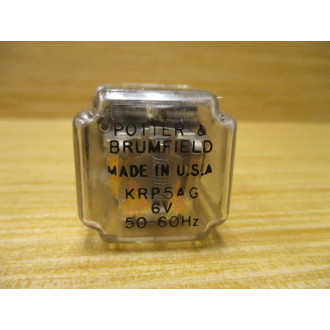 POTTER &
BRUMFIELD
MADE IN U.S.A
KRP5AG
6V
50-60Hz